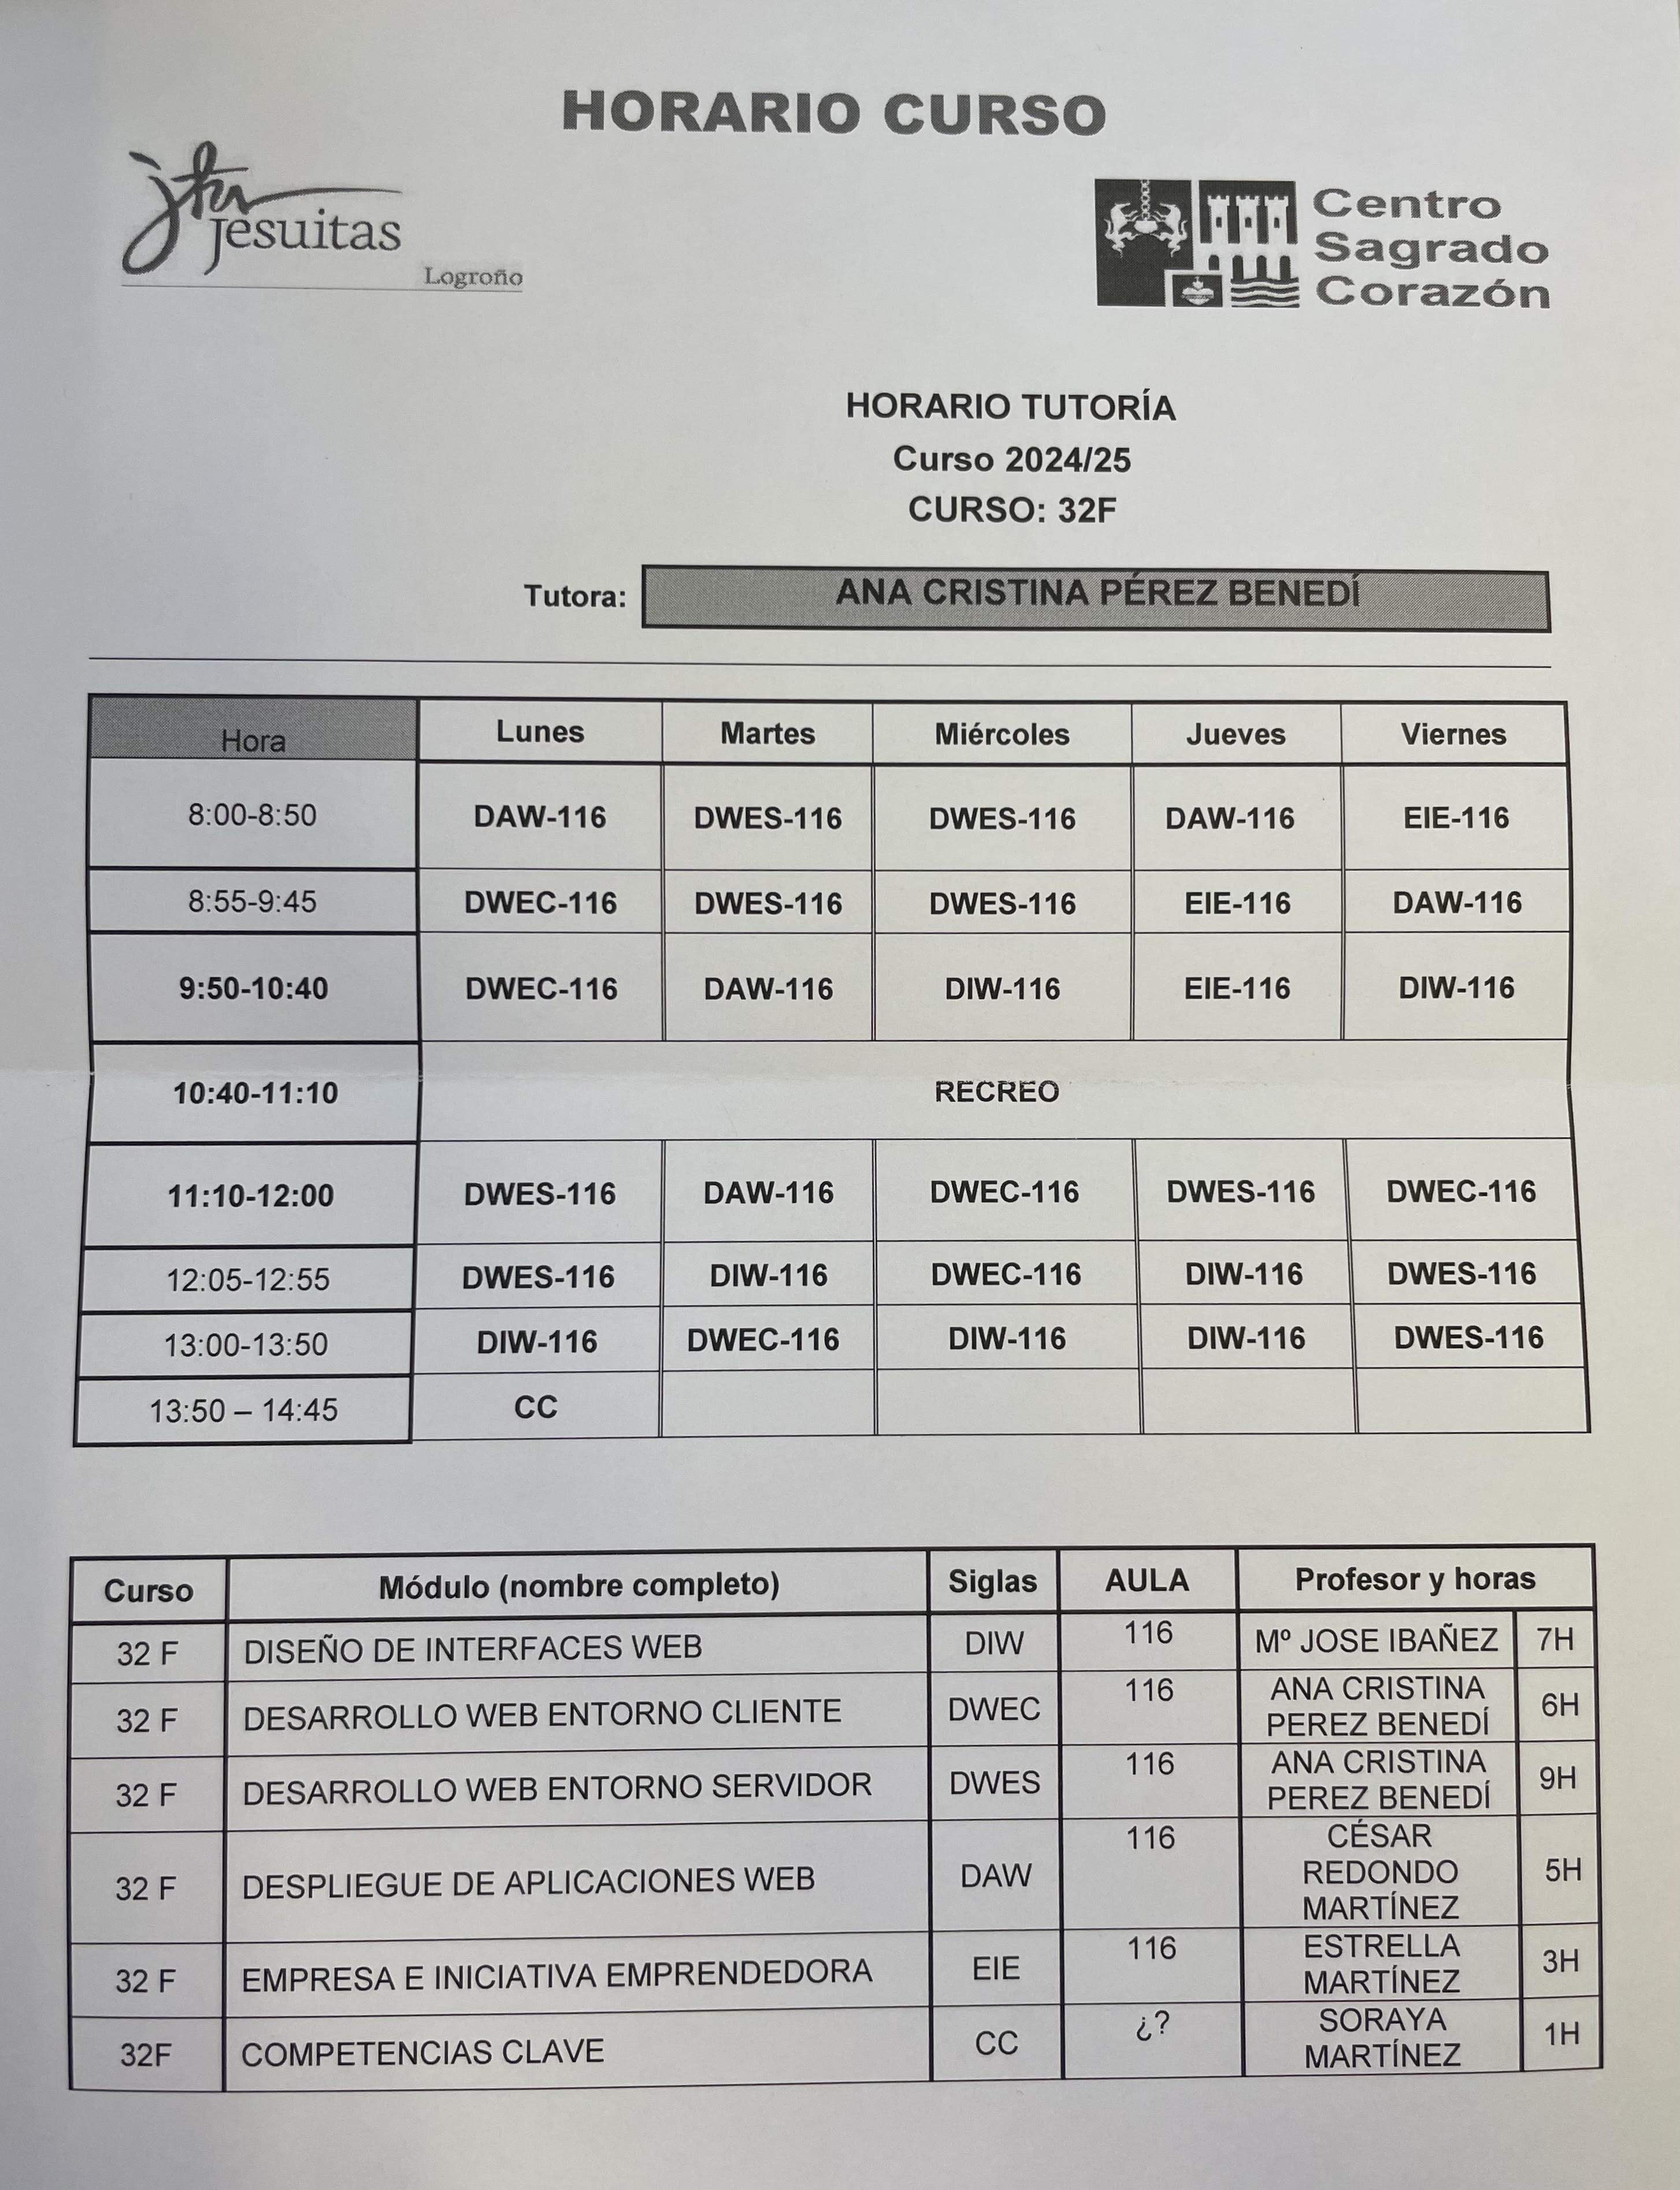 HORARIO CURSO
Jesuitas
Logroño
Centro
Sagrado
Corazón
HORARIO TUTORÍA
Curso 2024/25
CURSO: 32F
Tutora: ANA CRISTINA PÉREZ BENEDÍ
Hora Lunes Martes Miércoles Jueves Viernes
8:00-8:50 DAW-116 DWES-116 DWES-116 DAW-116 EIE-116
8:55-9:45 DWEC-116 DWES-116 DWES-116 EIE-116 DAW-116
9:50-10:40 DWEC-116 DAW-116 DIW-116 EIE-116 DIW-116
10:40-11:10 RECREO
11:10-12:00 DWES-116 DAW-116 DWEC-116 DWES-116 DWEC-116
12:05-12:55 DWES-116 DIW-116 DWEC-116 DIW-116 DWES-116
13:00-13:50 DIW-116 DWEC-116 DIW-116 DIW-116 DWES-116
13:50 – 14:45 CC
Curso Módulo (nombre completo) Siglas AULA Profesor y horas
32 F DISEÑO DE INTERFACES WEB DIW 116 Mº JOSE IBAÑEZ 7H
32 F DESARROLLO WEB ENTORNO CLIENTE DWEC 116 ANA CRISTINA
PEREZ BENEDÍ 6H
32 F DESARROLLO WEB ENTORNO SERVIDOR DWES 116 ANA CRISTINA
PEREZ BENEDÍ 9H
32 F DESPLIEGUE DE APLICACIONES WEB DAW 116 CÉSAR
REDONDO
MARTÍNEZ 5H
32 F EMPRESA E INICIATIVA EMPRENDEDORA EIE 116 ESTRELLA
MARTÍNEZ 3H
32F COMPETENCIAS CLAVE CC ¿? SORAYA
MARTÍNEZ 1H